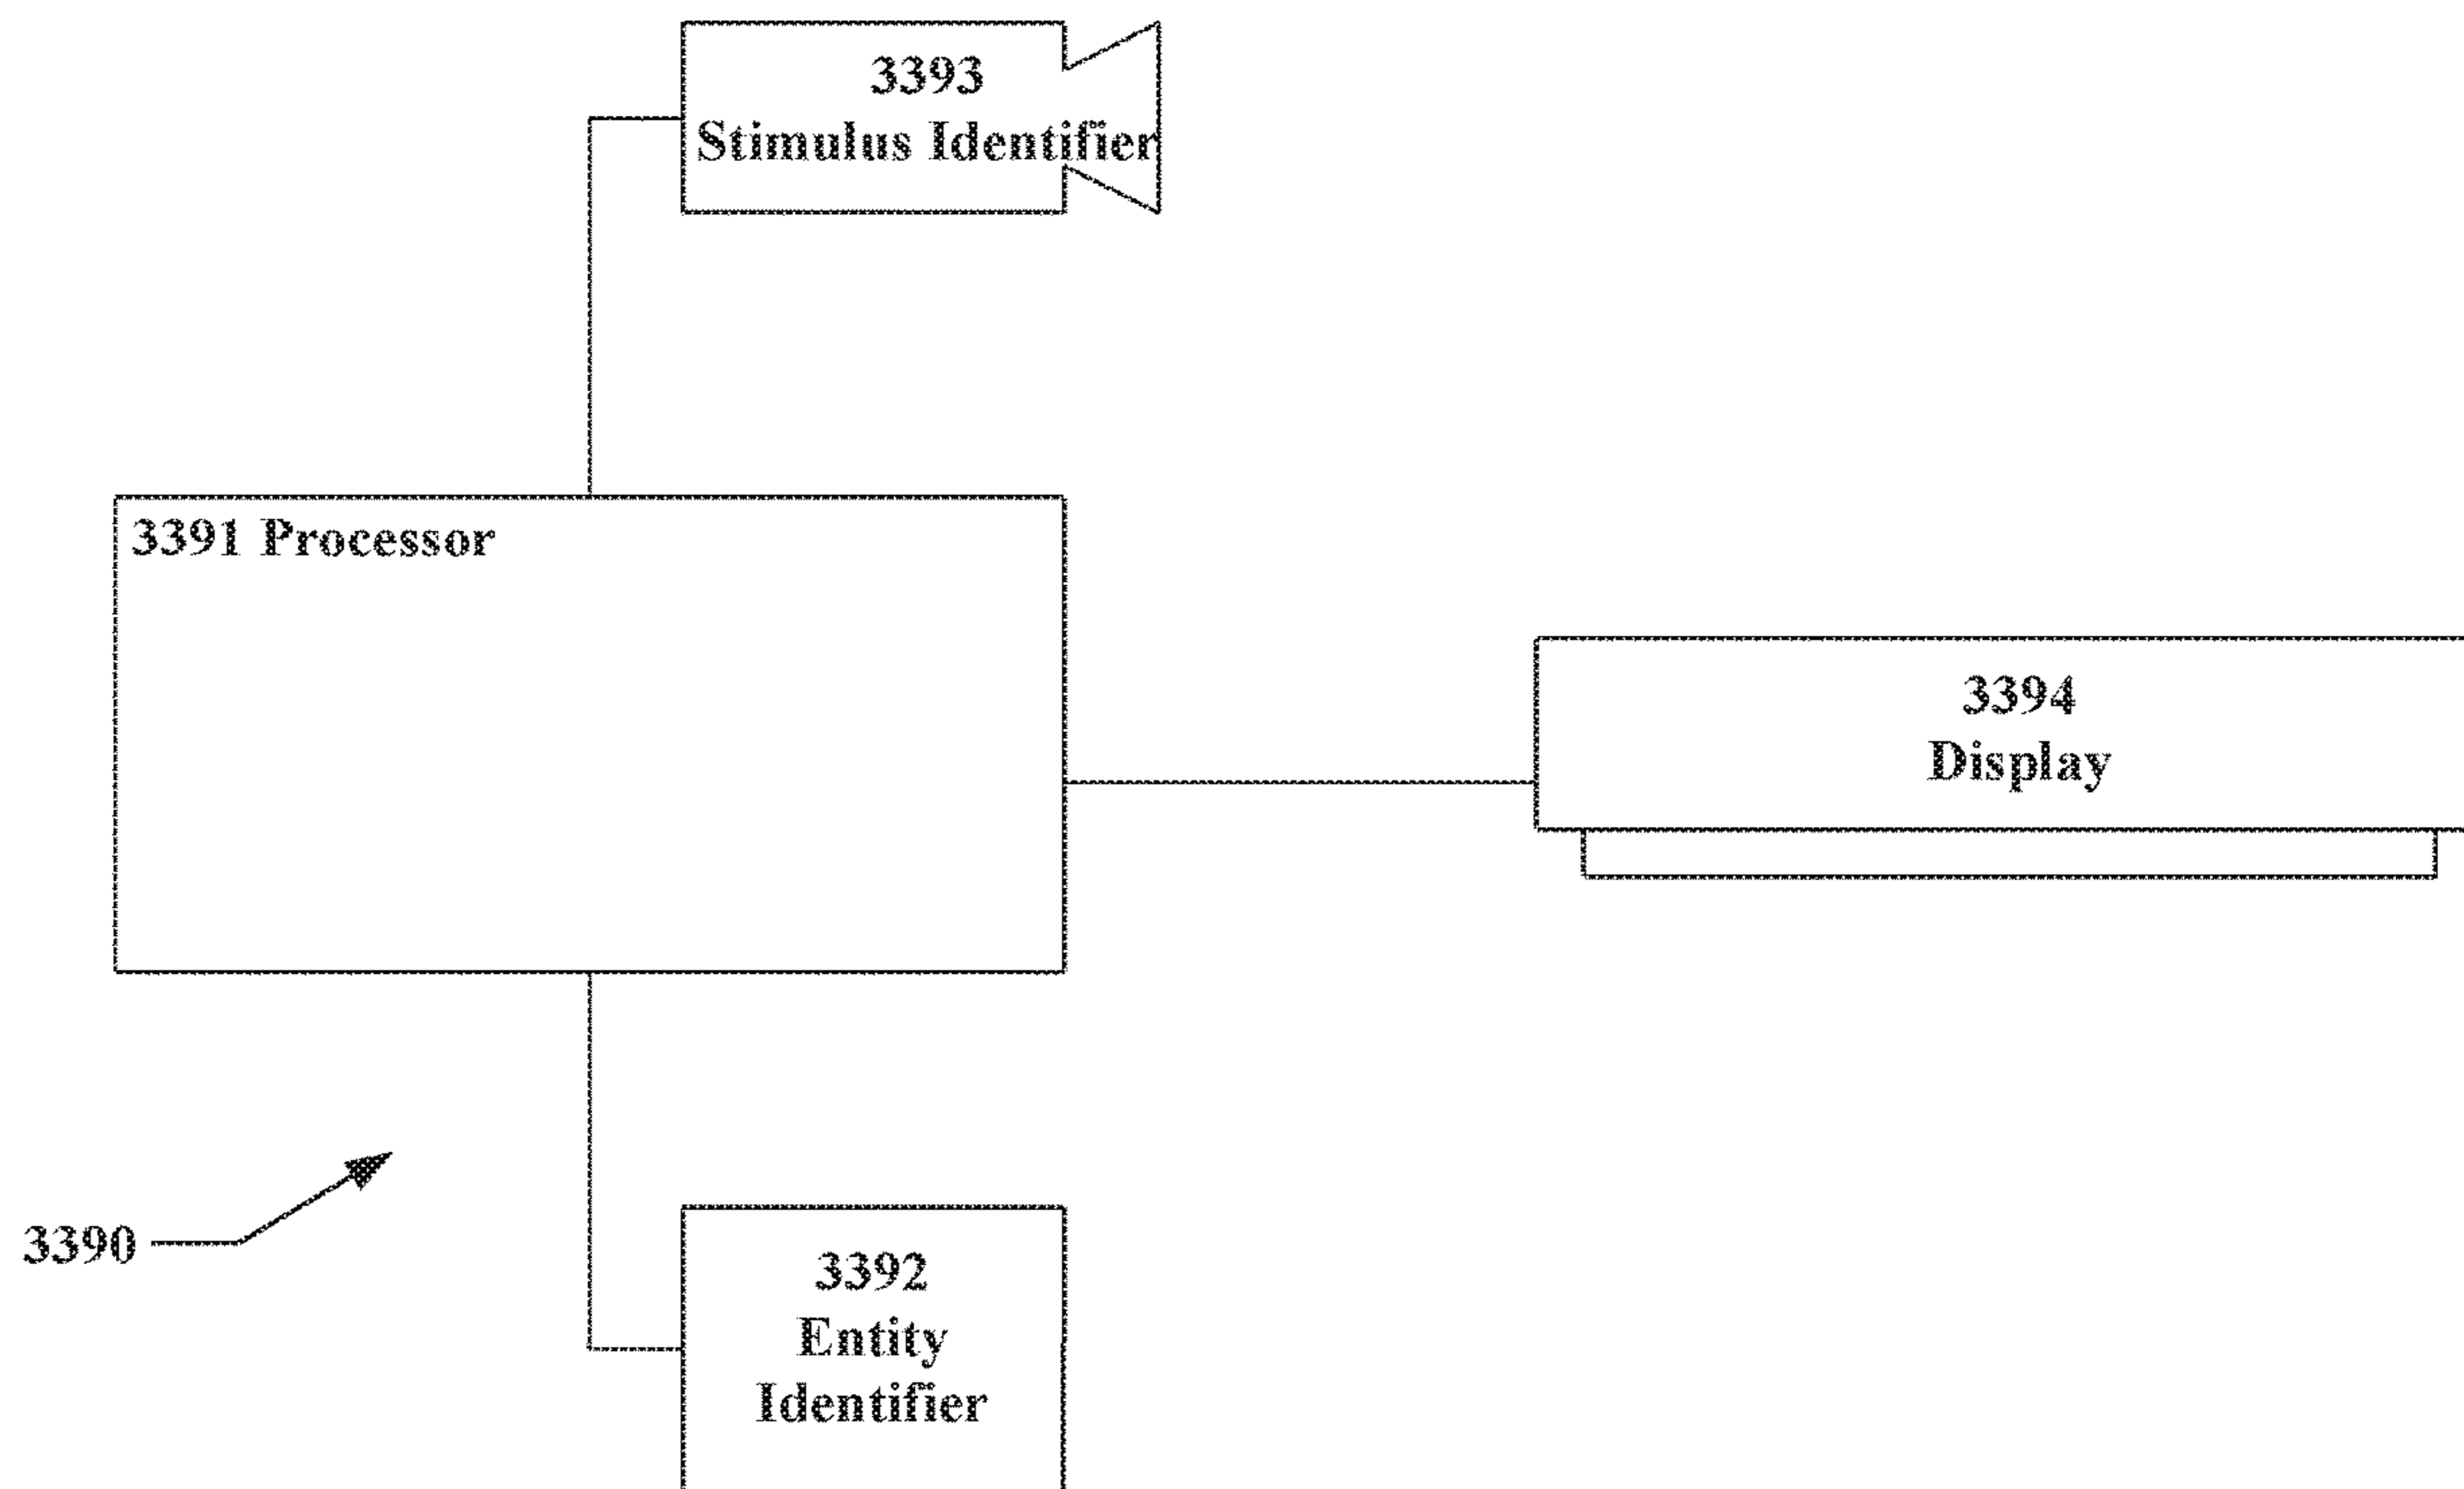 3393
Stimulus Identifier
3391 Processor
3394
Display
3390
3392
Entity
Identifier